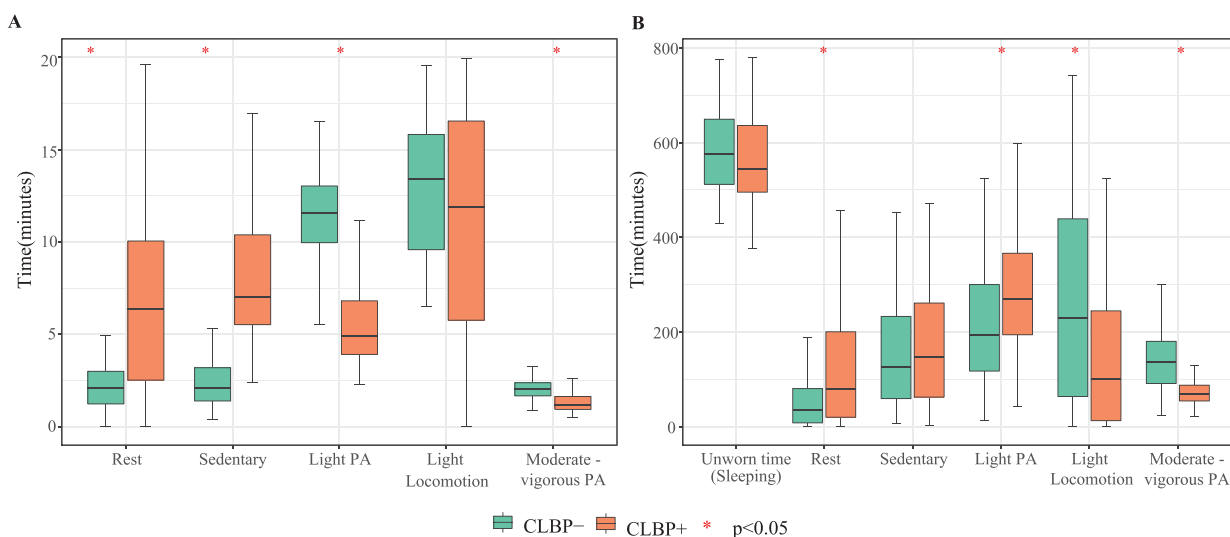 A
Time(minutes)
20
15
10
5
0
*
*
*
*
Rest
Sedentary
Light PA
Light
Locomotion
Moderate -
vigorous PA
B
Time(minutes)
800
600
400
200
0
*
*
*
*
Unworn time
(Sleeping)
Rest
Sedentary
Light PA
Light
Locomotion
Moderate -
vigorous PA
CLBP− CLBP+ * p<0.05